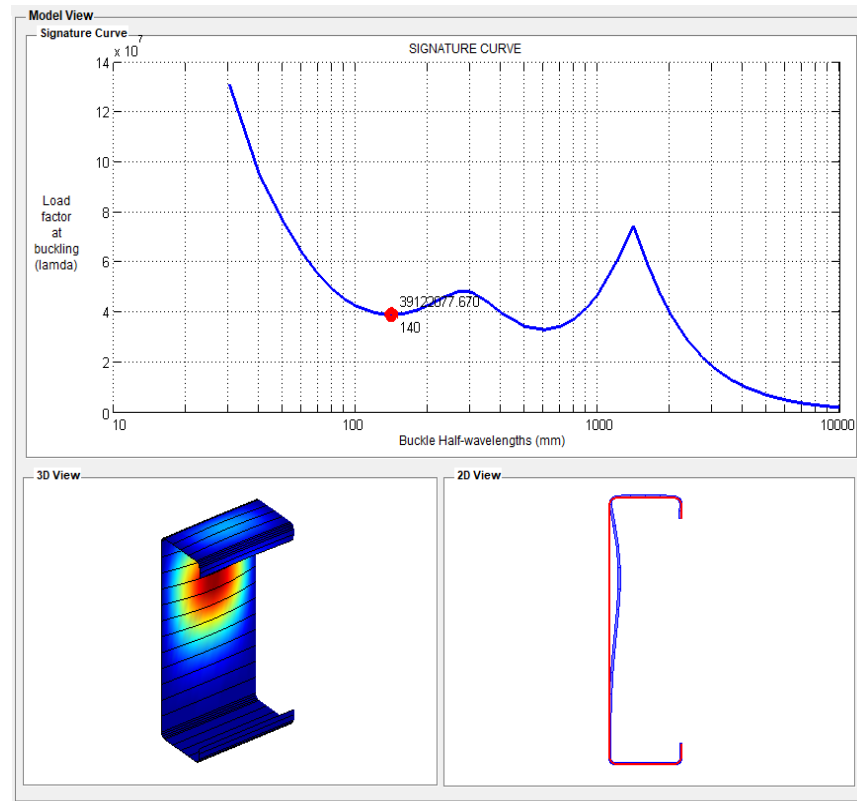 Model View
Signature Curve
x 10^7
SIGNATURE CURVE
14
12
10
8
6
4
2
0
Load
factor
at
buckling
(lamda)
39122077.670
140
10
100
1000
10000
Buckle Half-wavelengths (mm)
3D View
2D View